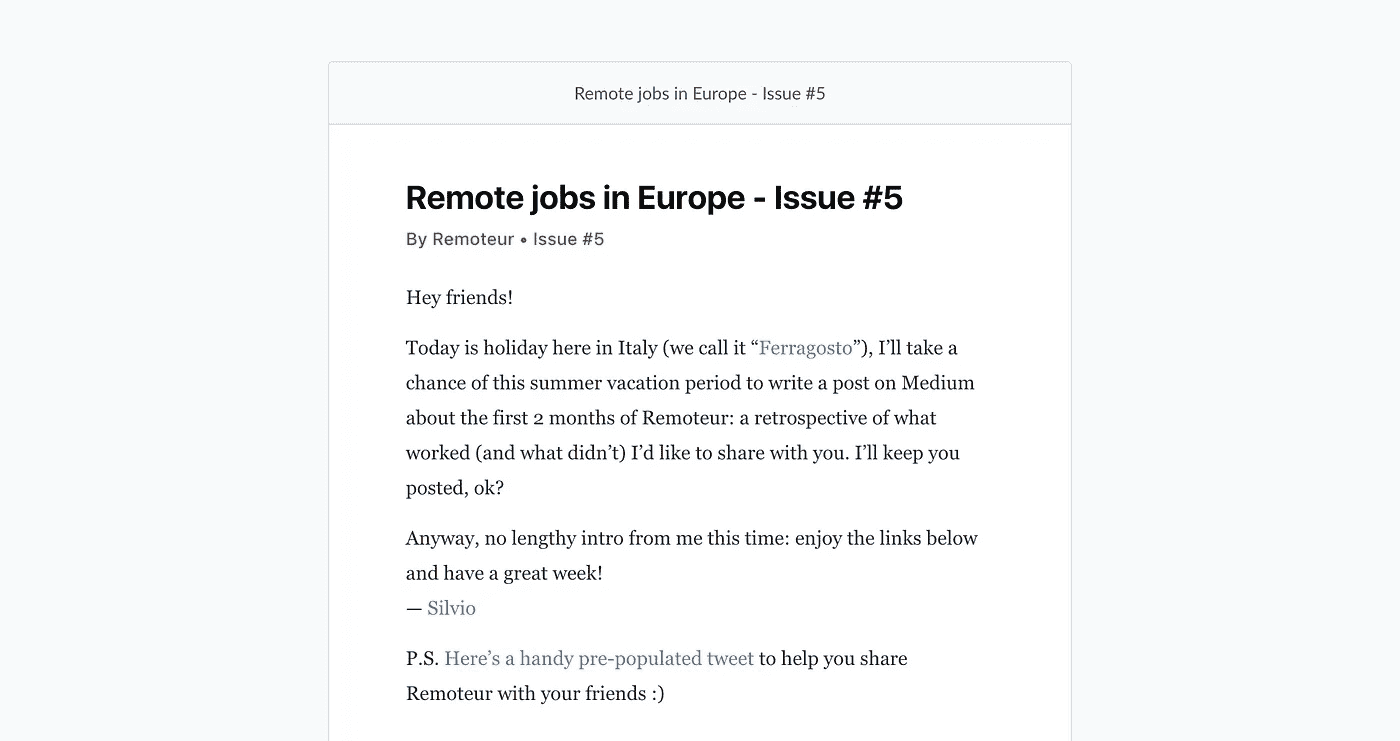 Remote jobs in Europe - Issue #5
Remote jobs in Europe - Issue #5
By Remoteur • Issue #5
Hey friends!
Today is holiday here in Italy (we call it “Ferragosto”), I’ll take a
chance of this summer vacation period to write a post on Medium
about the first 2 months of Remoteur: a retrospective of what
worked (and what didn’t) I’d like to share with you. I’ll keep you
posted, ok?
Anyway, no lengthy intro from me this time: enjoy the links below
and have a great week!
— Silvio
P.S. Here’s a handy pre-populated tweet to help you share
Remoteur with your friends :)